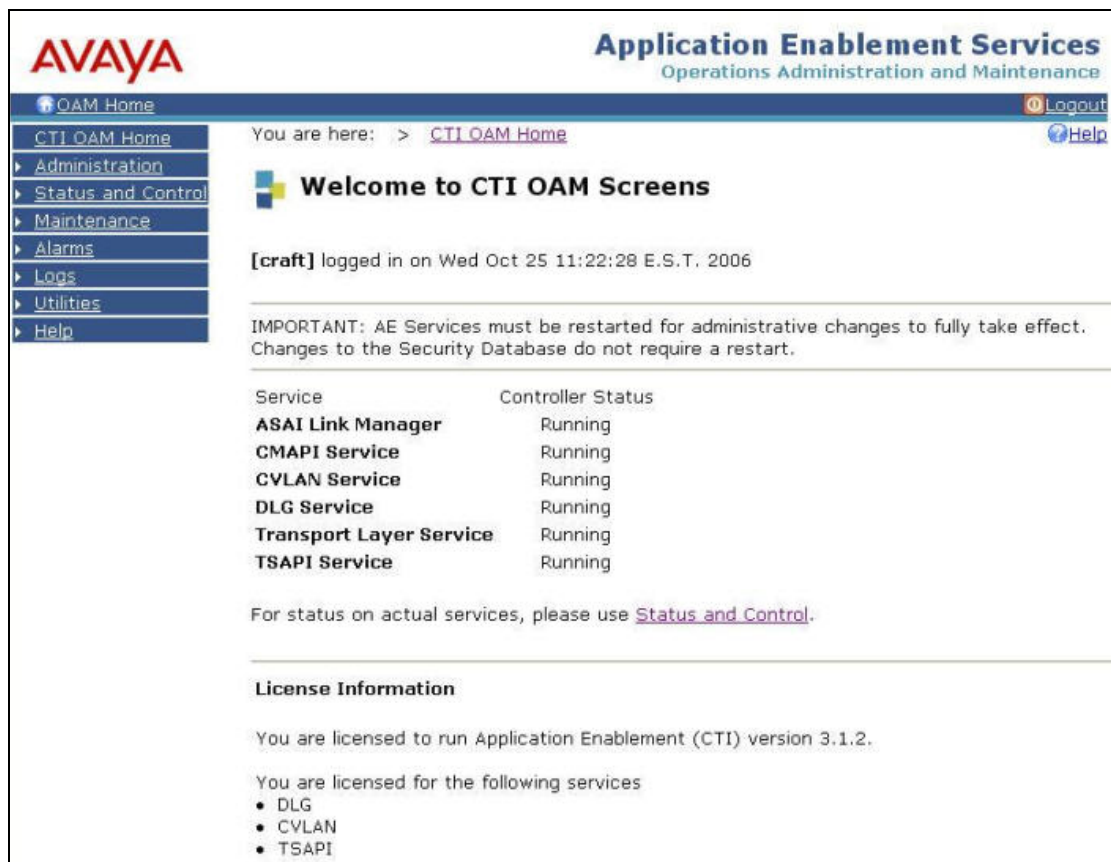 AVAYA
Application Enablement Services
Operations Administration and Maintenance
OAM Home
Logout
CTI OAM Home
Administration
Status and Control
Maintenance
Alarms
Logs
Utilities
Help
You are here: > CTI OAM Home
Help
Welcome to CTI OAM Screens
[craft] logged in on Wed Oct 25 11:22:28 E.S.T. 2006
IMPORTANT: AE Services must be restarted for administrative changes to fully take effect.
Changes to the Security Database do not require a restart.
Service Controller Status
ASAI Link Manager Running
CMAPI Service Running
CVLAN Service Running
DLG Service Running
Transport Layer Service Running
TSAPI Service Running
For status on actual services, please use Status and Control.
License Information
You are licensed to run Application Enablement (CTI) version 3.1.2.
You are licensed for the following services
• DLG
• CVLAN
• TSAPI